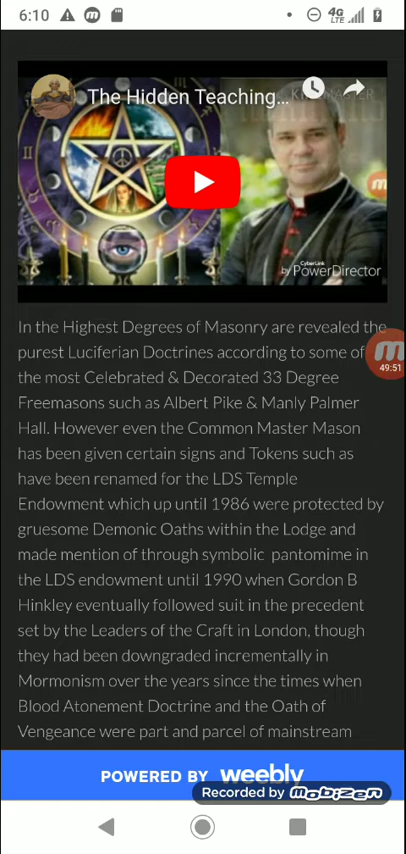 6:10
4G
LTE
The Hidden Teaching...
CyberLink
by PowerDirector
In the Highest Degrees of Masonry are revealed the
purest Luciferian Doctrines according to some of
the most Celebrated & Decorated 33 Degree
49:51
Freemasons such as Albert Pike & Manly Palmer
Hall. However even the Common Master Mason
has been given certain signs and Tokens such as
have been renamed for the LDS Temple
Endowment which up until 1986 were protected by
gruesome Demonic Oaths within the Lodge and
made mention of through symbolic pantomime in
the LDS endowment until 1990 when Gordon B
Hinkley eventually followed suit in the precedent
set by the Leaders of the Craft in London, though
they had been downgraded incrementally in
Mormonism over the years since the times when
Blood Atonement Doctrine and the Oath of
Vengeance were part and parcel of mainstream
POWERED BY weebly
Recorded by mobizen